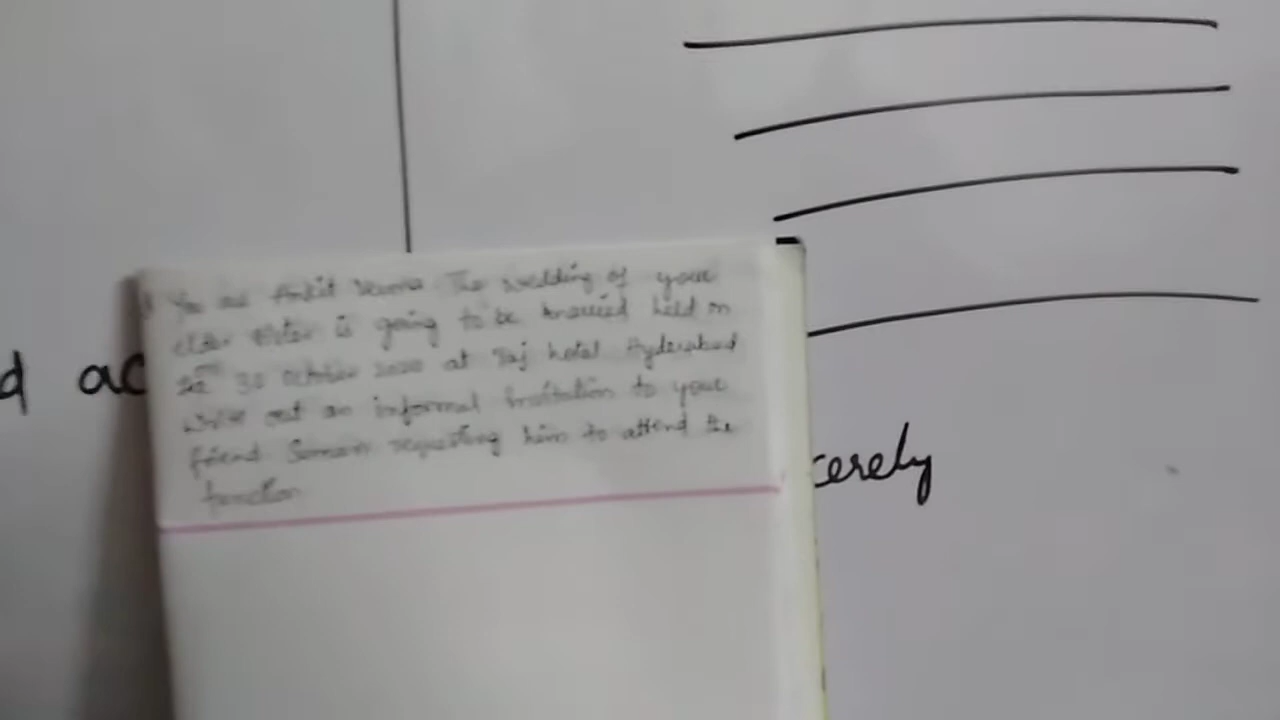 You are Ankit Verma The wedding of your
elder sister is going to be married held on
30 October 2020 at Taj hotel Hyderabad
write out an informal Invitation to your
friend requesting him to attend the
function
d ac
cerely